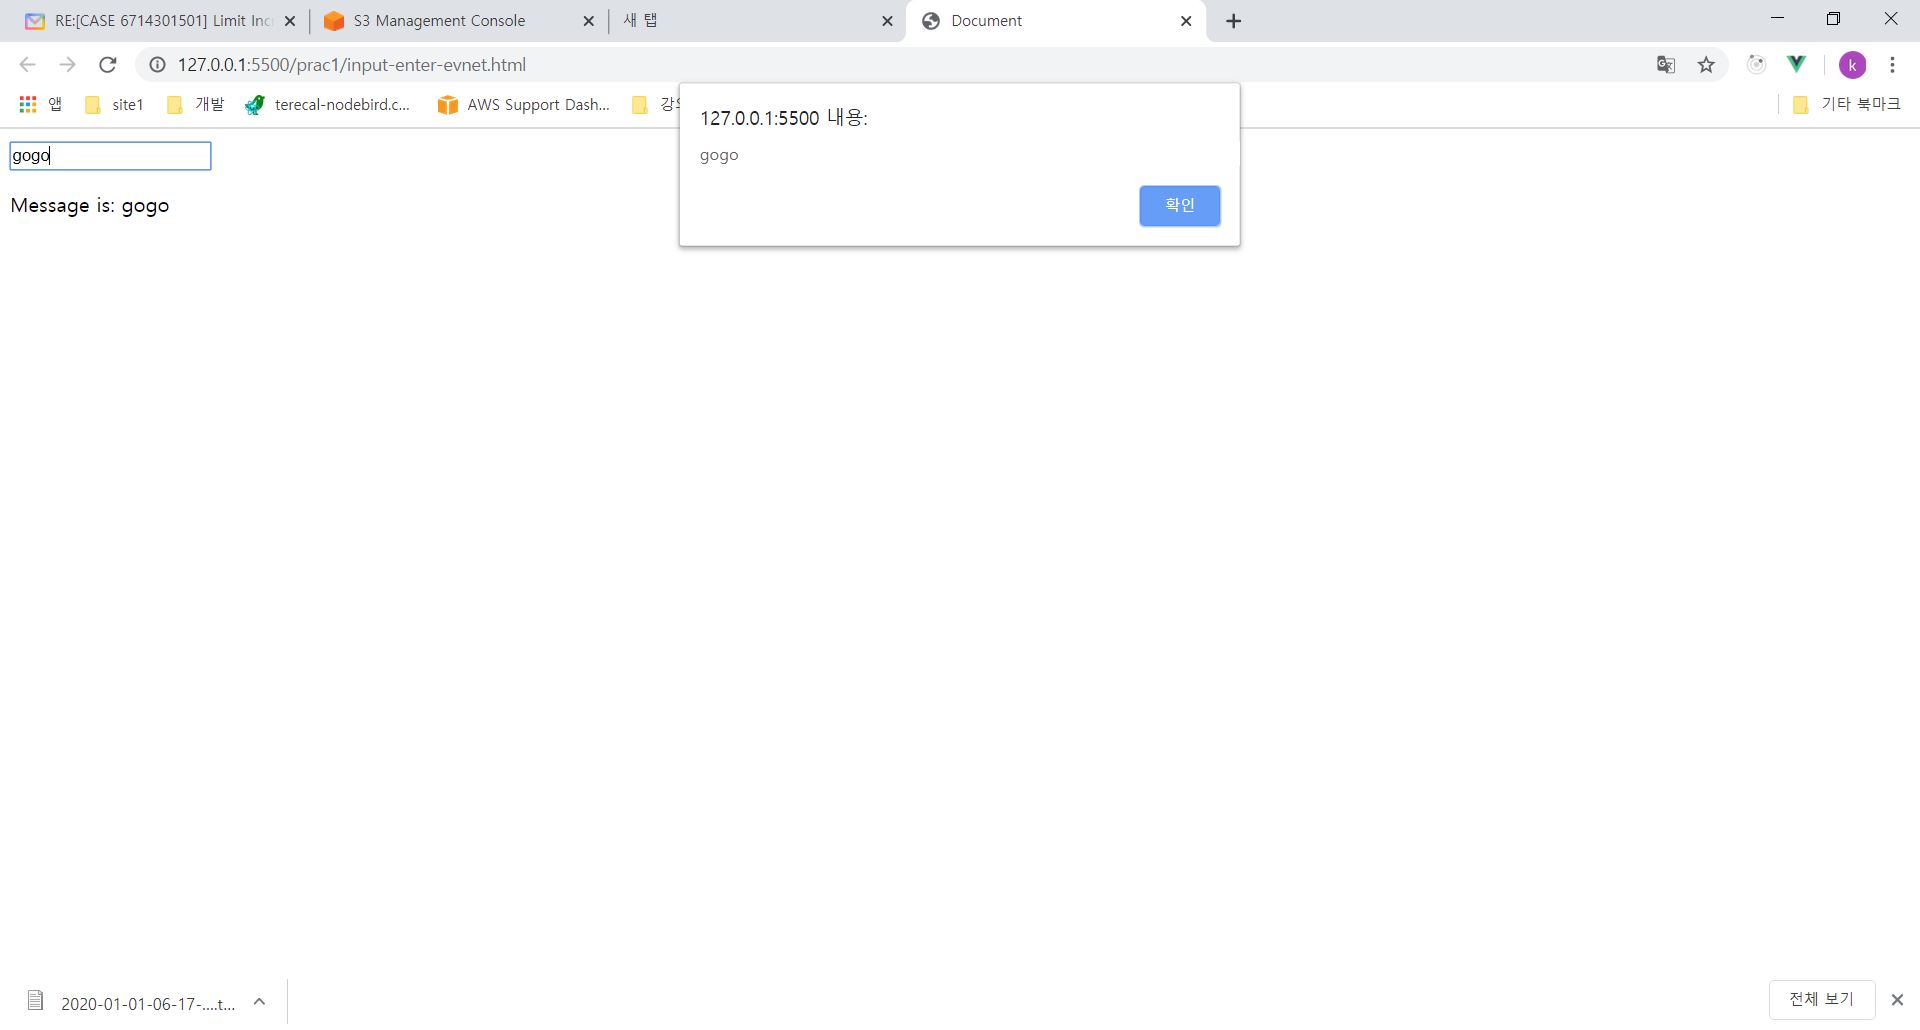 RE:[CASE 6714301501] Limit Inc
S3 Management Console
새 탭
Document
127.0.0.1:5500/prac1/input-enter-evnet.html
k
앱
site1
개발
terecal-nodebird.c...
AWS Support Dash...
기타 북마크
127.0.0.1:5500 내용:
gogo
확인
gogo
Message is: gogo
2020-01-01-06-17-....t...
전체 보기